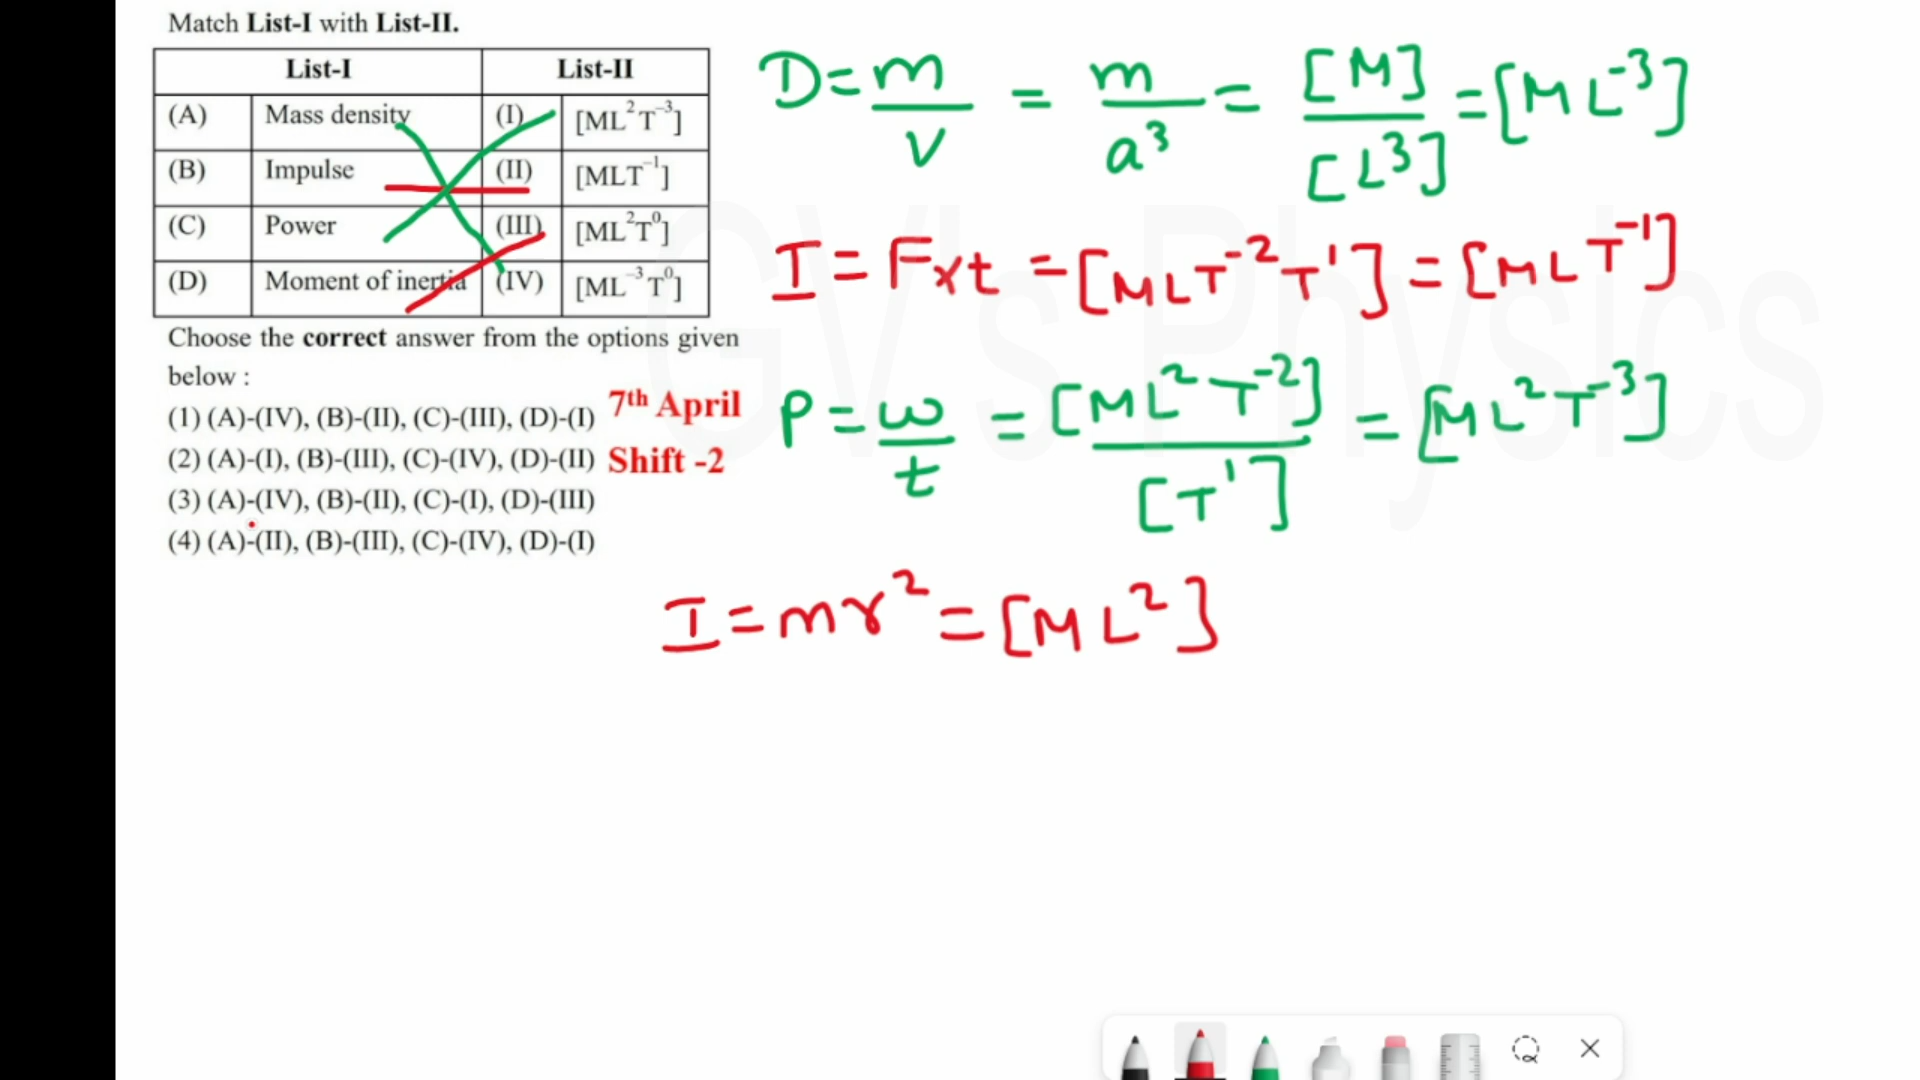 Match List-I with List-II.
List-I List-II
(A) Mass density (I) [ML²T⁻³]
(B) Impulse (II) [MLT⁻¹]
(C) Power (III) [ML²T⁰]
(D) Moment of inertia (IV) [ML⁻³T⁰]
Choose the correct answer from the options given
below :
(1) (A)-(IV), (B)-(II), (C)-(III), (D)-(I)
(2) (A)-(I), (B)-(III), (C)-(IV), (D)-(II)
(3) (A)-(IV), (B)-(II), (C)-(I), (D)-(III)
(4) (A)-(II), (B)-(III), (C)-(IV), (D)-(I)
7th April
Shift -2
D = m/v = m/a³ = [M]/[L³] = [ML⁻³]
I = F×t = [MLT⁻²T¹] = [MLT⁻¹]
P = w/t = [ML²T⁻²]/[T¹] = [ML²T⁻³]
I = mr² = [ML²]
GV's Physics